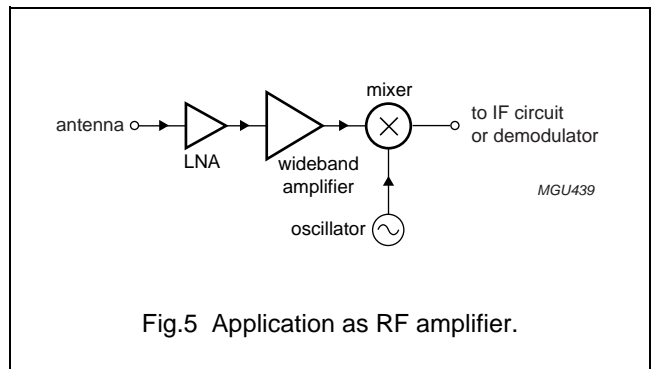 mixer
antenna
to IF circuit
or demodulator
LNA
wideband
amplifier
MGU439
oscillator
Fig.5 Application as RF amplifier.